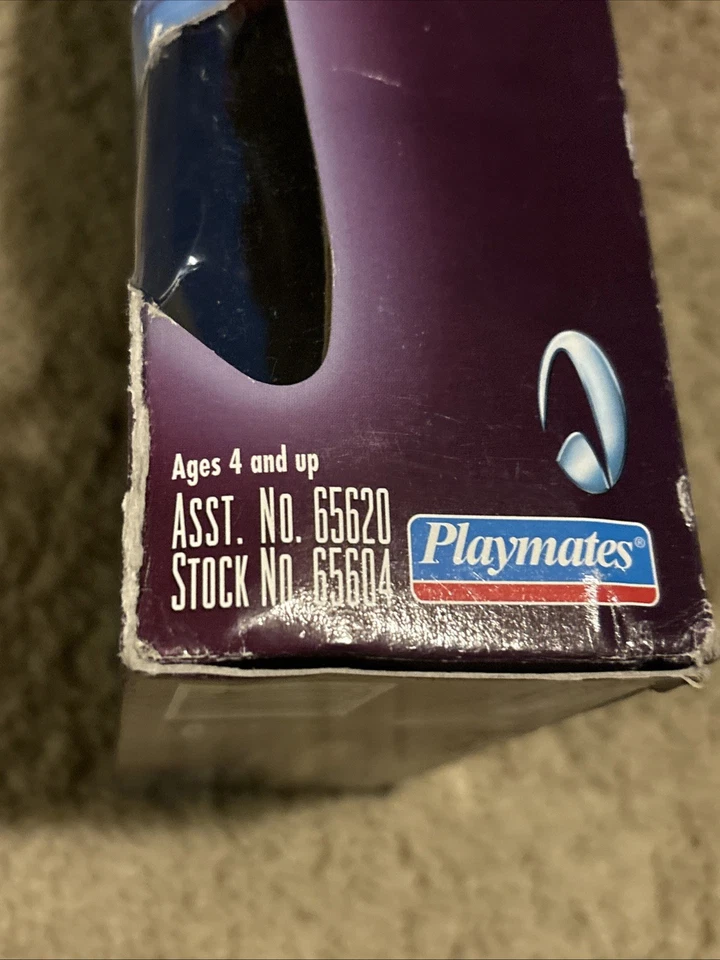 Ages 4 and up
ASST. NO. 65620
STOCK NO. 65604
Playmates®